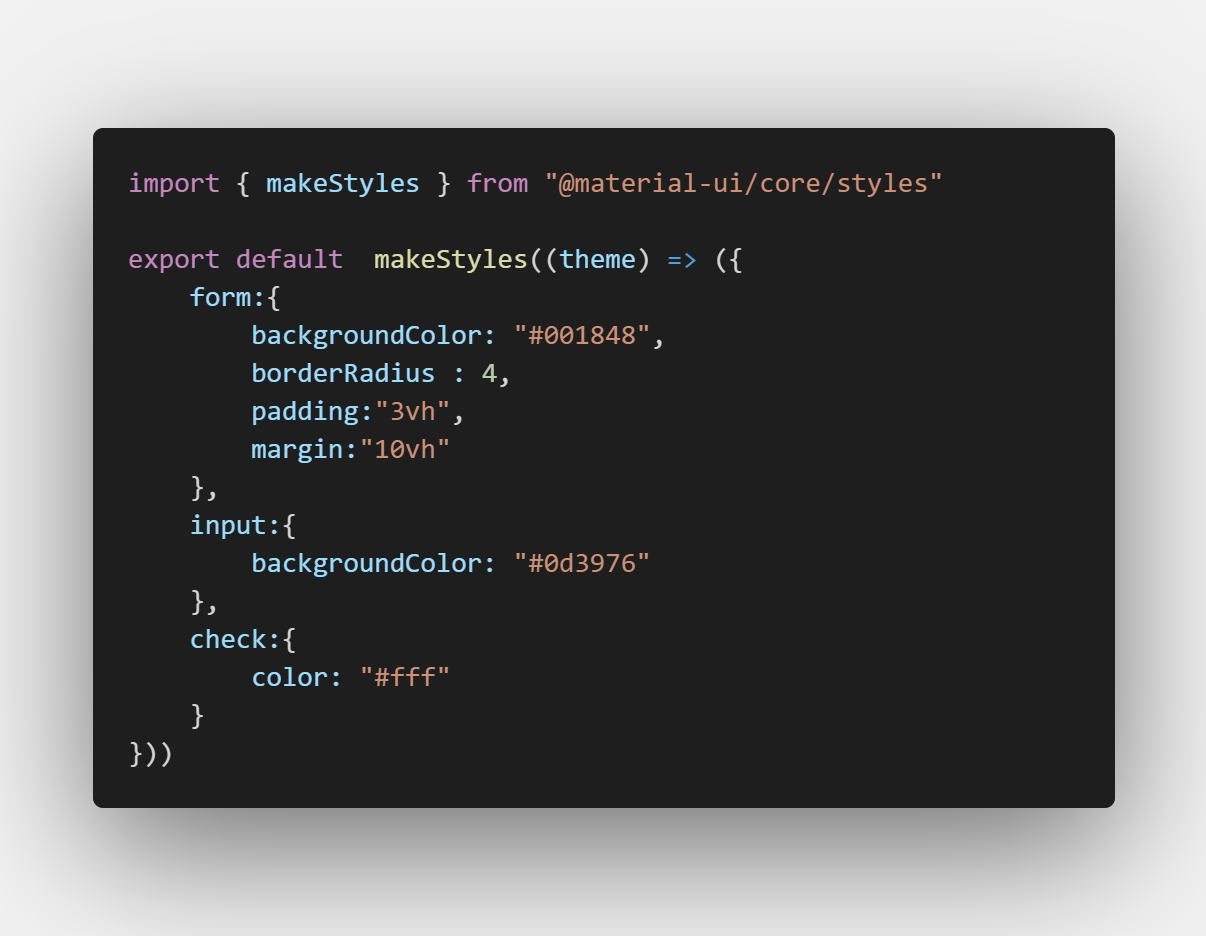 import { makeStyles } from "@material-ui/core/styles"

export default  makeStyles((theme) => ({
    form:{
        backgroundColor: "#001848",
        borderRadius : 4,
        padding:"3vh",
        margin:"10vh"
    },
    input:{
        backgroundColor: "#0d3976"
    },
    check:{
        color: "#fff"
    }
}))